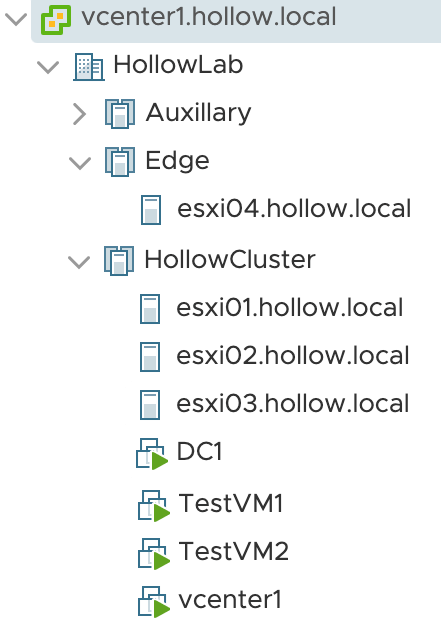 vcenter1.hollow.local
HollowLab
Auxillary
Edge
esxi04.hollow.local
HollowCluster
esxi01.hollow.local
esxi02.hollow.local
esxi03.hollow.local
DC1
TestVM1
TestVM2
vcenter1